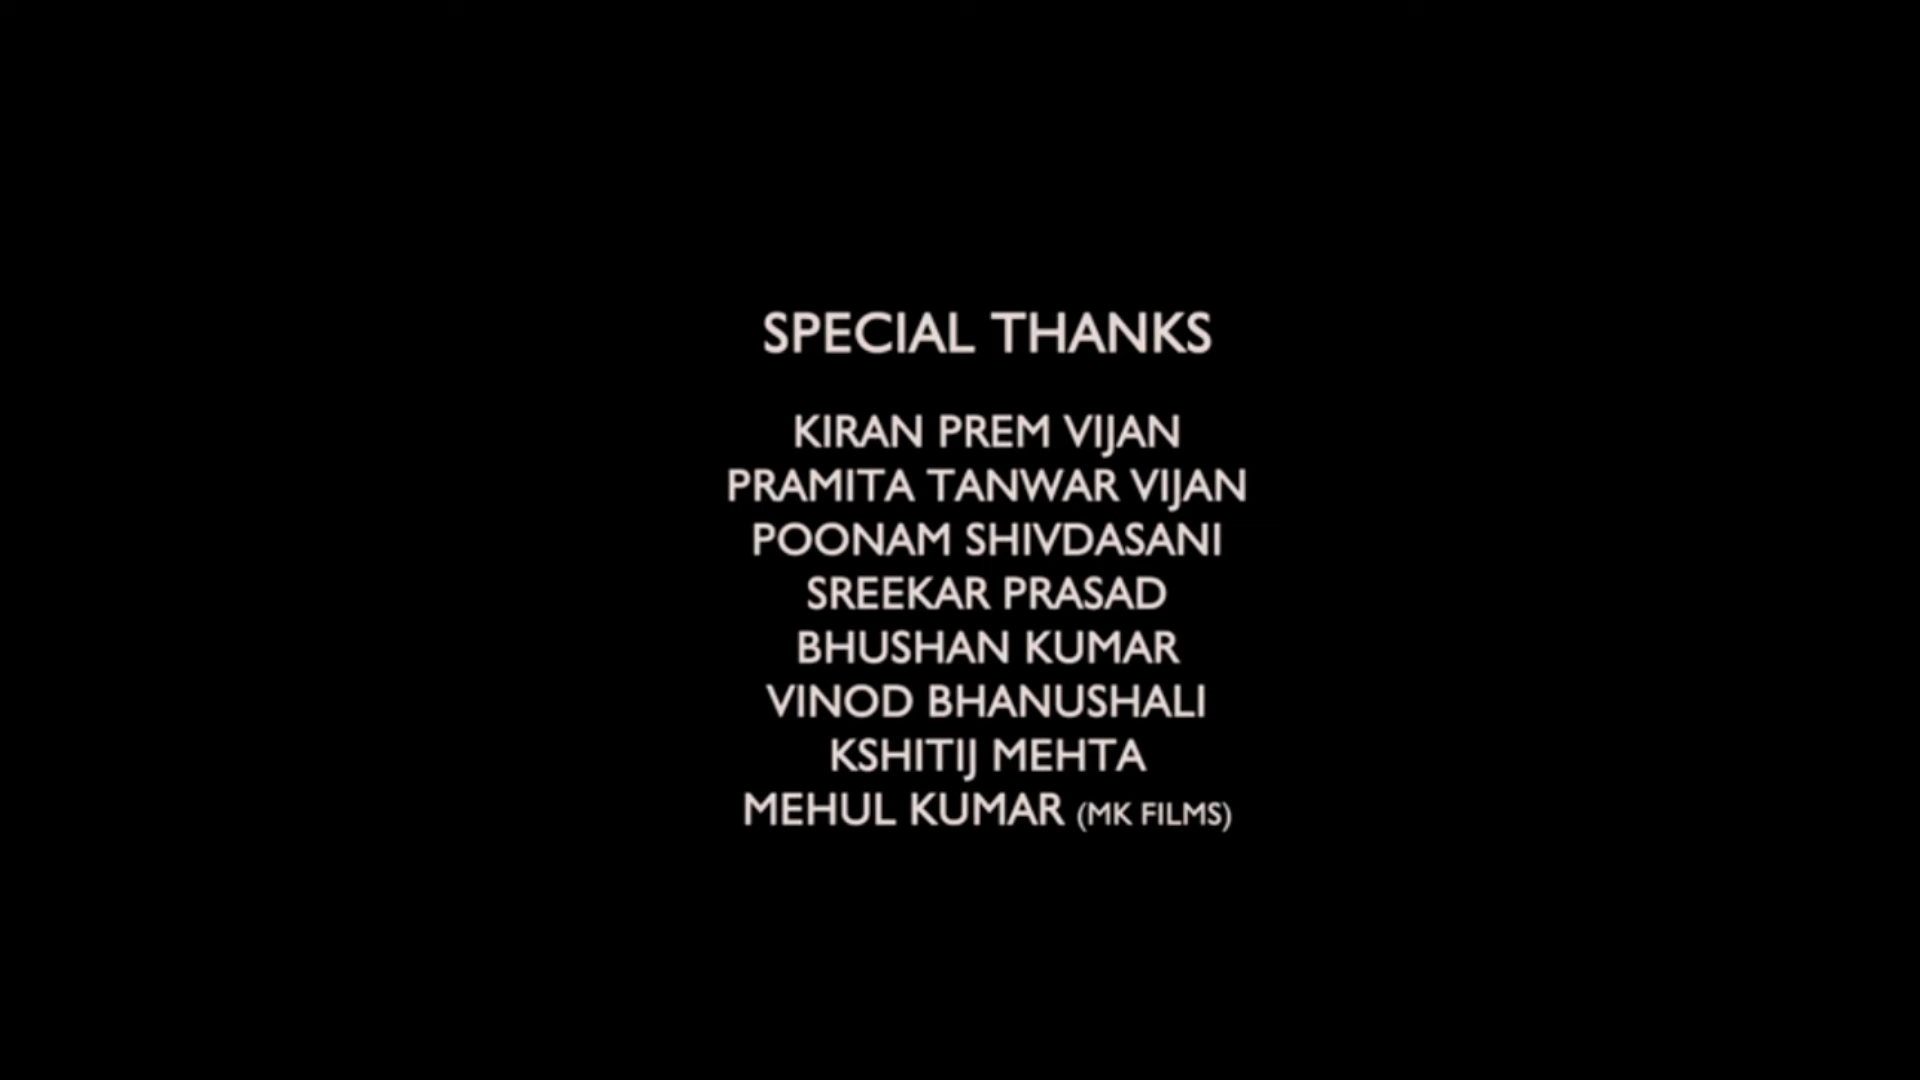 SPECIAL THANKS
KIRAN PREM VIJAN
PRAMITA TANWAR VIJAN
POONAM SHIVDASANI
SREEKAR PRASAD
BHUSHAN KUMAR
VINOD BHANUSHALI
KSHITIJ MEHTA
MEHUL KUMAR (MK FILMS)